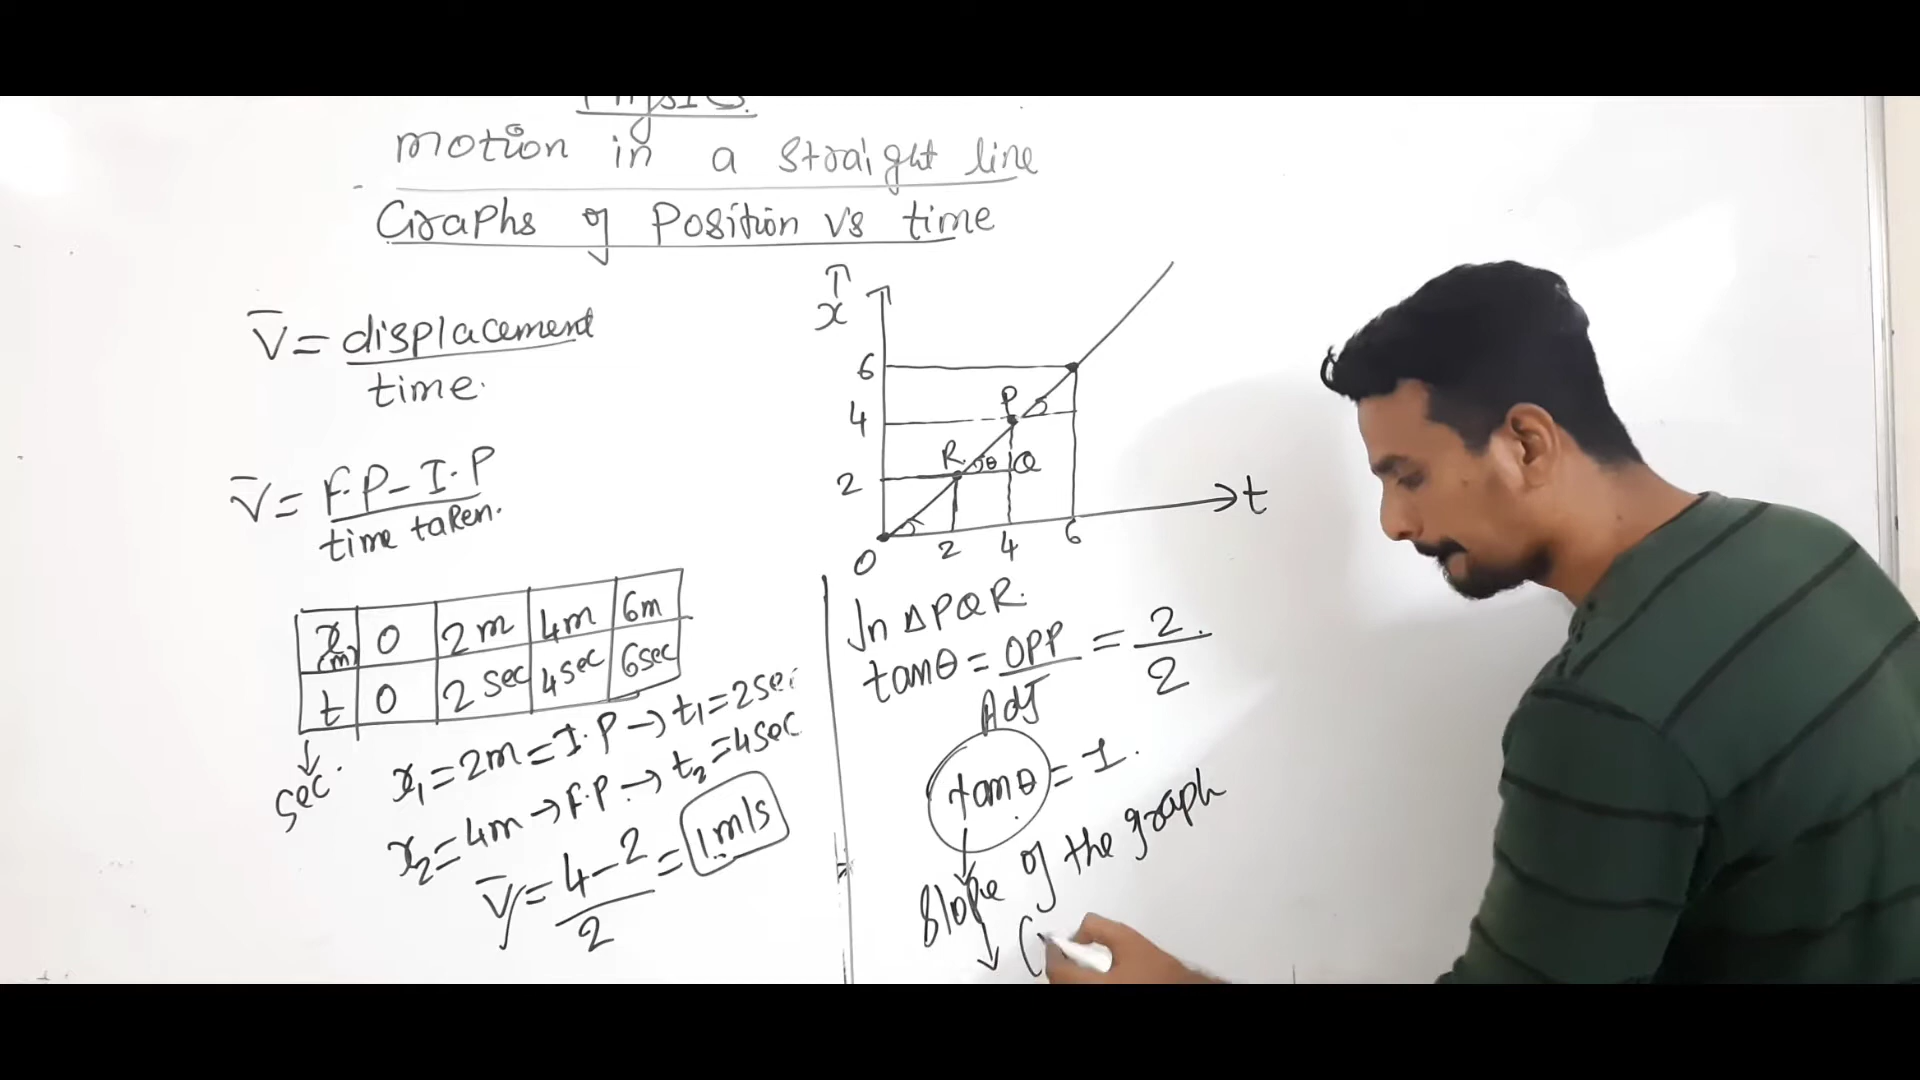 Physics.
motion in a straight line
Graphs of Position vs time
V̅ = displacement
time.
V̅ = F.P - I.P
time taken.
x (m) 0 2m 4m 6m
t 0 2 sec 4sec 6sec
sec.
x₁ = 2m = I.P → t₁ = 2sec
x₂ = 4m → F.P. → t₂ = 4sec
V̅ = 4-2 = 1m/s
2
x
6
4
2
P
R θ Q
0 2 4 6
t
In ΔPQR.
tanθ = OPP = 2.
Adj 2
tanθ = 1.
Slope of the graph